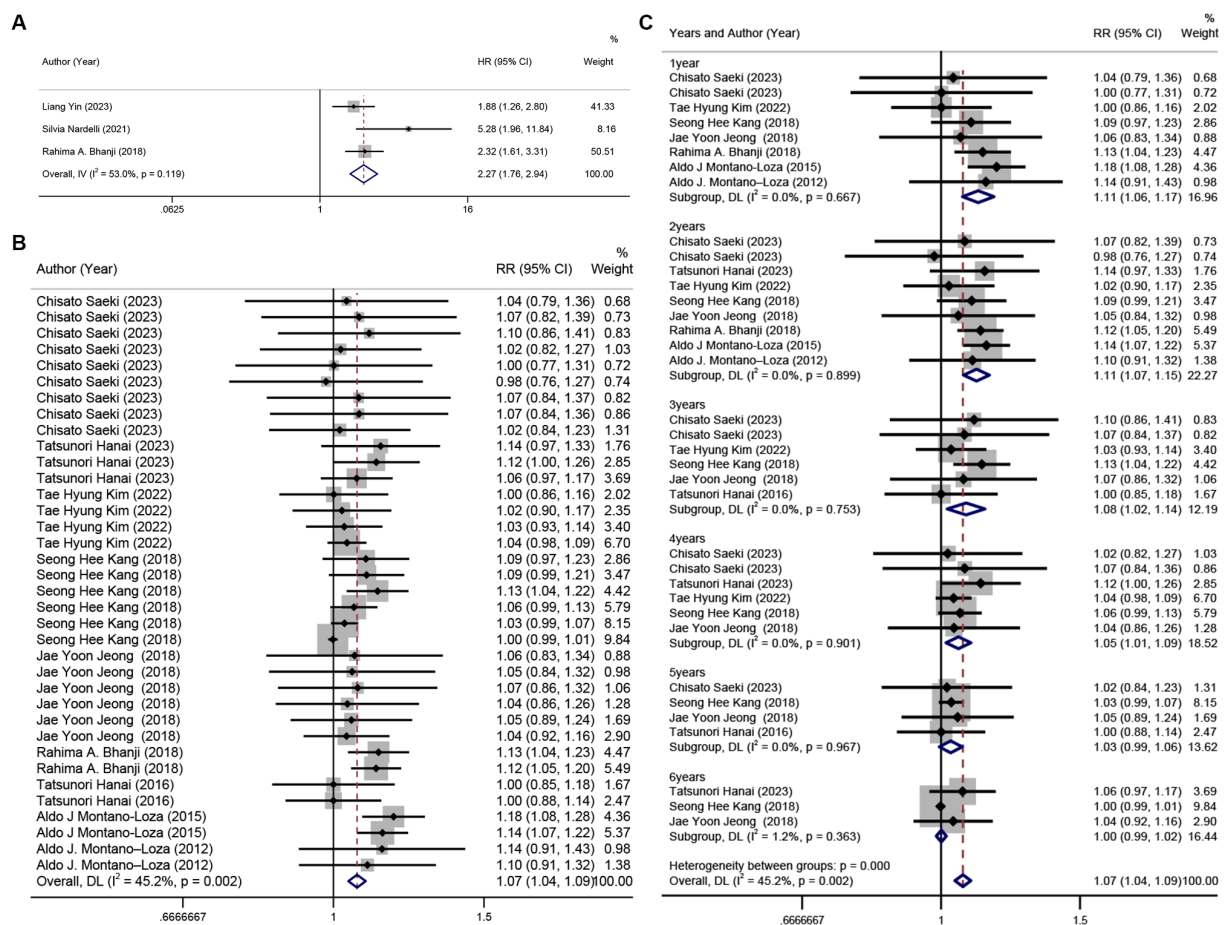 A
%
Author (Year) HR (95% CI) Weight
Liang Yin (2023) 1.88 (1.26, 2.80) 41.33
Silvia Nardelli (2021) 5.28 (1.96, 11.84) 8.16
Rahima A. Bhanji (2018) 2.32 (1.61, 3.31) 50.51
Overall, IV (I² = 53.0%, p = 0.119) 2.27 (1.76, 2.94) 100.00
.0625 1 16
B
%
Author (Year) RR (95% CI) Weight
Chisato Saeki (2023) 1.04 (0.79, 1.36) 0.68
Chisato Saeki (2023) 1.07 (0.82, 1.39) 0.73
Chisato Saeki (2023) 1.10 (0.86, 1.41) 0.83
Chisato Saeki (2023) 1.02 (0.82, 1.27) 1.03
Chisato Saeki (2023) 1.00 (0.77, 1.31) 0.72
Chisato Saeki (2023) 0.98 (0.76, 1.27) 0.74
Chisato Saeki (2023) 1.07 (0.84, 1.37) 0.82
Chisato Saeki (2023) 1.07 (0.84, 1.36) 0.86
Chisato Saeki (2023) 1.02 (0.84, 1.23) 1.31
Tatsunori Hanai (2023) 1.14 (0.97, 1.33) 1.76
Tatsunori Hanai (2023) 1.12 (1.00, 1.26) 2.85
Tatsunori Hanai (2023) 1.06 (0.97, 1.17) 3.69
Tae Hyung Kim (2022) 1.00 (0.86, 1.16) 2.02
Tae Hyung Kim (2022) 1.02 (0.90, 1.17) 2.35
Tae Hyung Kim (2022) 1.03 (0.93, 1.14) 3.40
Tae Hyung Kim (2022) 1.04 (0.98, 1.09) 6.70
Seong Hee Kang (2018) 1.09 (0.97, 1.23) 2.86
Seong Hee Kang (2018) 1.09 (0.99, 1.21) 3.47
Seong Hee Kang (2018) 1.13 (1.04, 1.22) 4.42
Seong Hee Kang (2018) 1.06 (0.99, 1.13) 5.79
Seong Hee Kang (2018) 1.03 (0.99, 1.07) 8.15
Seong Hee Kang (2018) 1.00 (0.99, 1.01) 9.84
Jae Yoon Jeong (2018) 1.06 (0.83, 1.34) 0.88
Jae Yoon Jeong (2018) 1.05 (0.84, 1.32) 0.98
Jae Yoon Jeong (2018) 1.07 (0.86, 1.32) 1.06
Jae Yoon Jeong (2018) 1.04 (0.86, 1.26) 1.28
Jae Yoon Jeong (2018) 1.05 (0.89, 1.24) 1.69
Jae Yoon Jeong (2018) 1.04 (0.92, 1.16) 2.90
Rahima A. Bhanji (2018) 1.13 (1.04, 1.23) 4.47
Rahima A. Bhanji (2018) 1.12 (1.05, 1.20) 5.49
Tatsunori Hanai (2016) 1.00 (0.85, 1.18) 1.67
Tatsunori Hanai (2016) 1.00 (0.88, 1.14) 2.47
Aldo J Montano-Loza (2015) 1.18 (1.08, 1.28) 4.36
Aldo J Montano-Loza (2015) 1.14 (1.07, 1.22) 5.37
Aldo J. Montano–Loza (2012) 1.14 (0.91, 1.43) 0.98
Aldo J. Montano–Loza (2012) 1.10 (0.91, 1.32) 1.38
Overall, DL (I² = 45.2%, p = 0.002) 1.07 (1.04, 1.09)100.00
.6666667 1 1.5
C
%
Years and Author (Year) RR (95% CI) Weight
1year
Chisato Saeki (2023) 1.04 (0.79, 1.36) 0.68
Chisato Saeki (2023) 1.00 (0.77, 1.31) 0.72
Tae Hyung Kim (2022) 1.00 (0.86, 1.16) 2.02
Seong Hee Kang (2018) 1.09 (0.97, 1.23) 2.86
Jae Yoon Jeong (2018) 1.06 (0.83, 1.34) 0.88
Rahima A. Bhanji (2018) 1.13 (1.04, 1.23) 4.47
Aldo J Montano-Loza (2015) 1.18 (1.08, 1.28) 4.36
Aldo J. Montano–Loza (2012) 1.14 (0.91, 1.43) 0.98
Subgroup, DL (I² = 0.0%, p = 0.667) 1.11 (1.06, 1.17) 16.96
2years
Chisato Saeki (2023) 1.07 (0.82, 1.39) 0.73
Chisato Saeki (2023) 0.98 (0.76, 1.27) 0.74
Tatsunori Hanai (2023) 1.14 (0.97, 1.33) 1.76
Tae Hyung Kim (2022) 1.02 (0.90, 1.17) 2.35
Seong Hee Kang (2018) 1.09 (0.99, 1.21) 3.47
Jae Yoon Jeong (2018) 1.05 (0.84, 1.32) 0.98
Rahima A. Bhanji (2018) 1.12 (1.05, 1.20) 5.49
Aldo J Montano-Loza (2015) 1.14 (1.07, 1.22) 5.37
Aldo J. Montano–Loza (2012) 1.10 (0.91, 1.32) 1.38
Subgroup, DL (I² = 0.0%, p = 0.899) 1.11 (1.07, 1.15) 22.27
3years
Chisato Saeki (2023) 1.10 (0.86, 1.41) 0.83
Chisato Saeki (2023) 1.07 (0.84, 1.37) 0.82
Tae Hyung Kim (2022) 1.03 (0.93, 1.14) 3.40
Seong Hee Kang (2018) 1.13 (1.04, 1.22) 4.42
Jae Yoon Jeong (2018) 1.07 (0.86, 1.32) 1.06
Tatsunori Hanai (2016) 1.00 (0.85, 1.18) 1.67
Subgroup, DL (I² = 0.0%, p = 0.753) 1.08 (1.02, 1.14) 12.19
4years
Chisato Saeki (2023) 1.02 (0.82, 1.27) 1.03
Chisato Saeki (2023) 1.07 (0.84, 1.36) 0.86
Tatsunori Hanai (2023) 1.12 (1.00, 1.26) 2.85
Tae Hyung Kim (2022) 1.04 (0.98, 1.09) 6.70
Seong Hee Kang (2018) 1.06 (0.99, 1.13) 5.79
Jae Yoon Jeong (2018) 1.04 (0.86, 1.26) 1.28
Subgroup, DL (I² = 0.0%, p = 0.901) 1.05 (1.01, 1.09) 18.52
5years
Chisato Saeki (2023) 1.02 (0.84, 1.23) 1.31
Seong Hee Kang (2018) 1.03 (0.99, 1.07) 8.15
Jae Yoon Jeong (2018) 1.05 (0.89, 1.24) 1.69
Tatsunori Hanai (2016) 1.00 (0.88, 1.14) 2.47
Subgroup, DL (I² = 0.0%, p = 0.967) 1.03 (0.99, 1.06) 13.62
6years
Tatsunori Hanai (2023) 1.06 (0.97, 1.17) 3.69
Seong Hee Kang (2018) 1.00 (0.99, 1.01) 9.84
Jae Yoon Jeong (2018) 1.04 (0.92, 1.16) 2.90
Subgroup, DL (I² = 1.2%, p = 0.363) 1.00 (0.99, 1.02) 16.44
Heterogeneity between groups: p = 0.000
Overall, DL (I² = 45.2%, p = 0.002) 1.07 (1.04, 1.09)100.00
.6666667 1 1.5